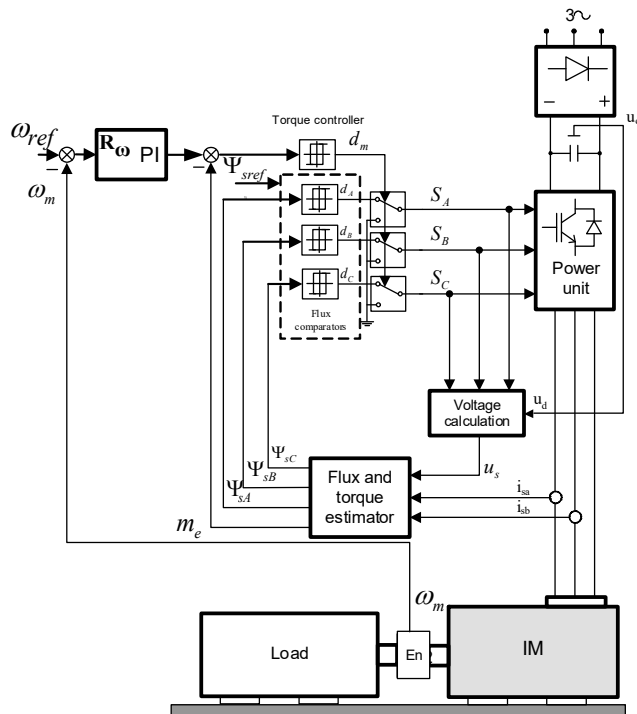 3
u_d
− +
Torque controller
ω_ref
R_ω PI
Ψ_sref
d_m
−
−
ω_m
d_A
S_A
d_B
S_B
d_C
S_C
Flux
comparators
Power
unit
Voltage
calculation
u_d
Ψ_sC
Ψ_sB
Ψ_sA
Flux and
torque
estimator
u_s
i_sa
i_sb
m_e
ω_m
Load
En
IM